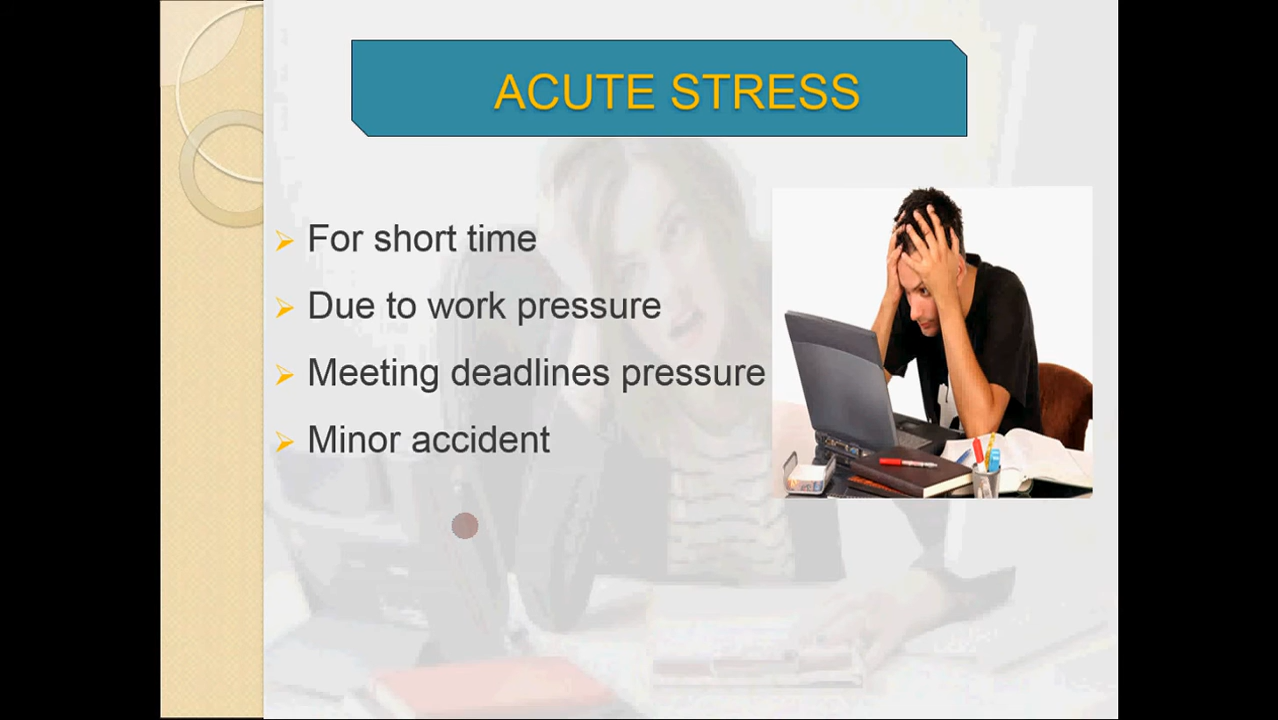 ACUTE STRESS
For short time
Due to work pressure
Meeting deadlines pressure
Minor accident